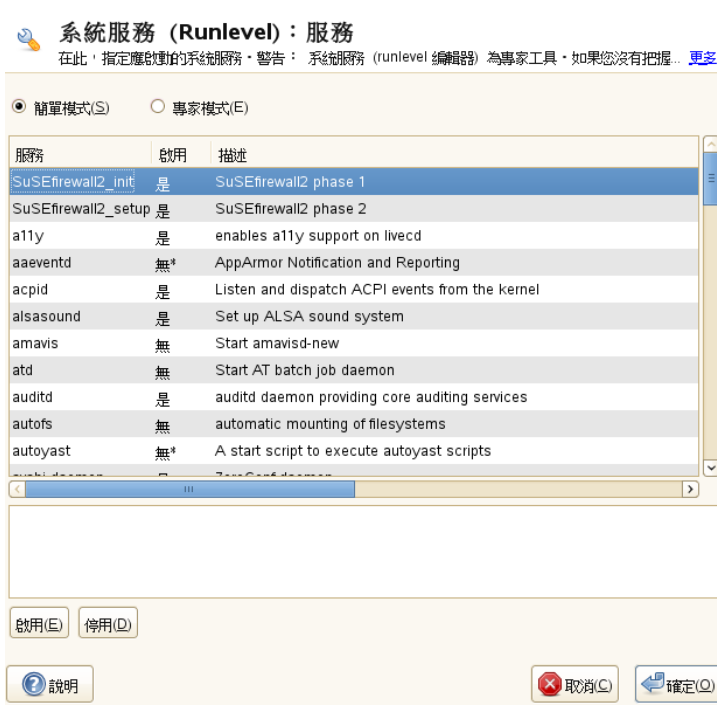 系統服務 (Runlevel)：服務
在此，指定應啟動的系統服務。警告： 系統服務 (runlevel 編輯器) 為專家工具。如果您沒有把握... 更多
簡單模式(S) 專家模式(E)
服務 啟用 描述
SuSEfirewall2_init 是 SuSEfirewall2 phase 1
SuSEfirewall2_setup 是 SuSEfirewall2 phase 2
a11y 是 enables a11y support on livecd
aaeventd 無* AppArmor Notification and Reporting
acpid 是 Listen and dispatch ACPI events from the kernel
alsasound 是 Set up ALSA sound system
amavis 無 Start amavisd-new
atd 無 Start AT batch job daemon
auditd 是 auditd daemon providing core auditing services
autofs 無 automatic mounting of filesystems
autoyast 無* A start script to execute autoyast scripts
啟用(E) 停用(D)
說明 取消(C) 確定(O)